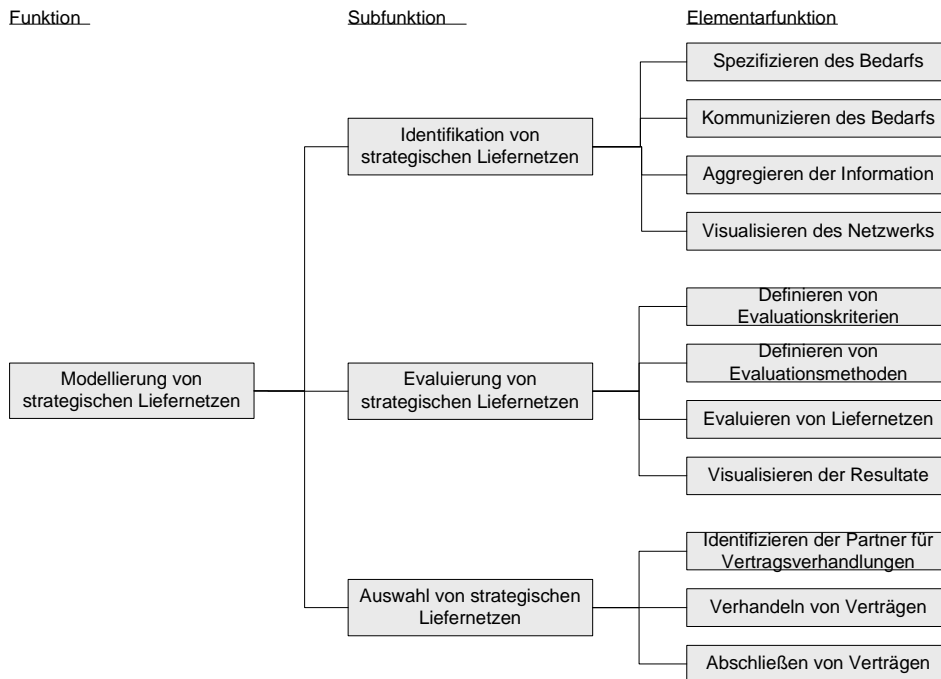 Funktion
Subfunktion
Elementarfunktion
Spezifizieren des Bedarfs
Kommunizieren des Bedarfs
Identifikation von
strategischen Liefernetzen
Aggregieren der Information
Visualisieren des Netzwerks
Definieren von
Evaluationskriterien
Modellierung von
strategischen Liefernetzen
Evaluierung von
strategischen Liefernetzen
Definieren von
Evaluationsmethoden
Evaluieren von Liefernetzen
Visualisieren der Resultate
Identifizieren der Partner für
Vertragsverhandlungen
Auswahl von strategischen
Liefernetzen
Verhandeln von Verträgen
Abschließen von Verträgen